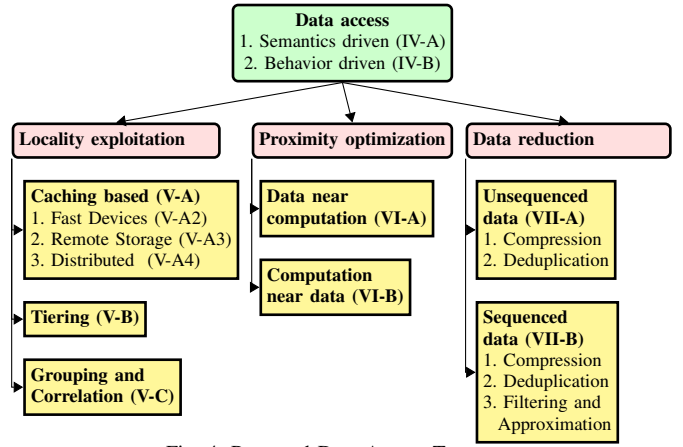 Data access
1. Semantics driven (IV-A)
2. Behavior driven (IV-B)
Locality exploitation
Caching based (V-A)
1. Fast Devices (V-A2)
2. Remote Storage (V-A3)
3. Distributed (V-A4)
Tiering (V-B)
Grouping and
Correlation (V-C)
Proximity optimization
Data near
computation (VI-A)
Computation
near data (VI-B)
Data reduction
Unsequenced
data (VII-A)
1. Compression
2. Deduplication
Sequenced
data (VII-B)
1. Compression
2. Deduplication
3. Filtering and
Approximation